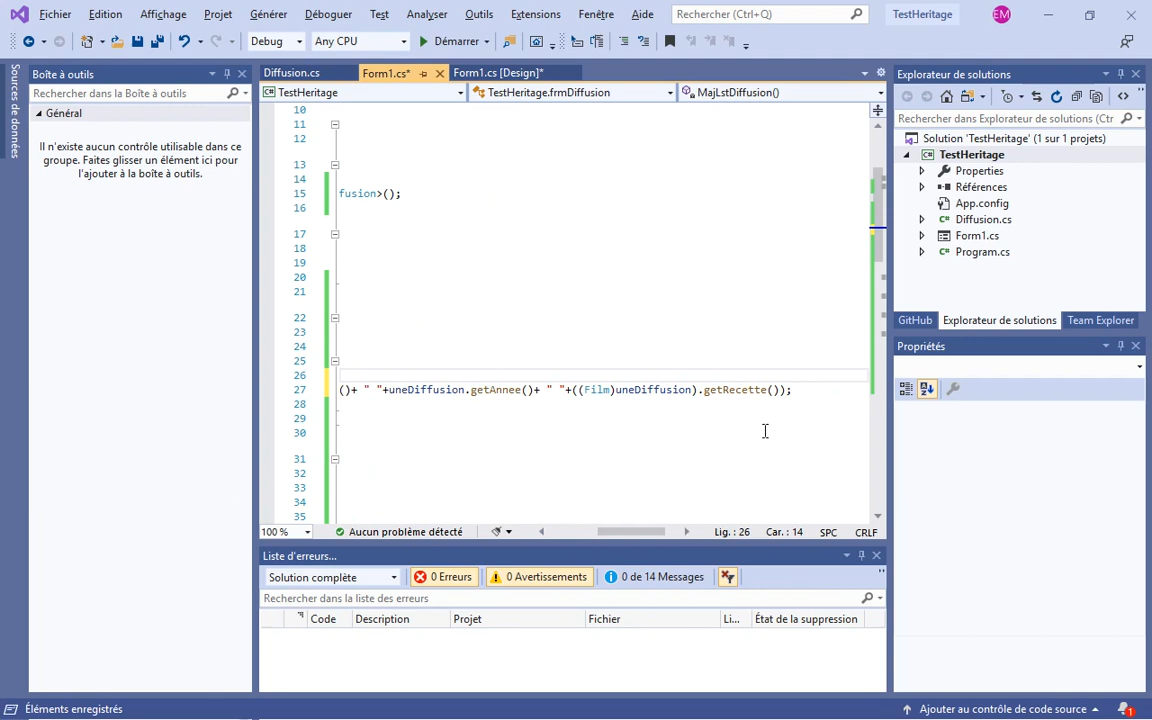 Fichier Edition Affichage Projet Générer Déboguer Test Analyser Outils Extensions Fenêtre Aide Rechercher (Ctrl+Q) TestHeritage EM
Debug Any CPU Démarrer
Sources de données
Boîte à outils
Rechercher dans la Boîte à outils
Général
Il n'existe aucun contrôle utilisable dans ce
groupe. Faites glisser un élément ici pour
l'ajouter à la boîte à outils.
Diffusion.cs Form1.cs* Form1.cs [Design]*
TestHeritage TestHeritage.frmDiffusion MajLstDiffusion()
10
11
12
13
14
15 fusion>();
16
17
18
19
20
21
22
23
24
25
26
27 ()+ " "+uneDiffusion.getAnnee()+ " "+((Film)uneDiffusion).getRecette());
28
29
30
31
32
33
34
35
100 % Aucun problème détecté Lig. : 26 Car. : 14 SPC CRLF
Liste d'erreurs...
Solution complète 0 Erreurs 0 Avertissements 0 de 14 Messages
Rechercher dans la liste des erreurs
Code Description Projet Fichier Li... État de la suppression
Explorateur de solutions
Rechercher dans l'Explorateur de solutions (Ctr
Solution 'TestHeritage' (1 sur 1 projets)
TestHeritage
Properties
Références
App.config
Diffusion.cs
Form1.cs
Program.cs
GitHub Explorateur de solutions Team Explorer
Propriétés
Éléments enregistrés Ajouter au contrôle de code source 1